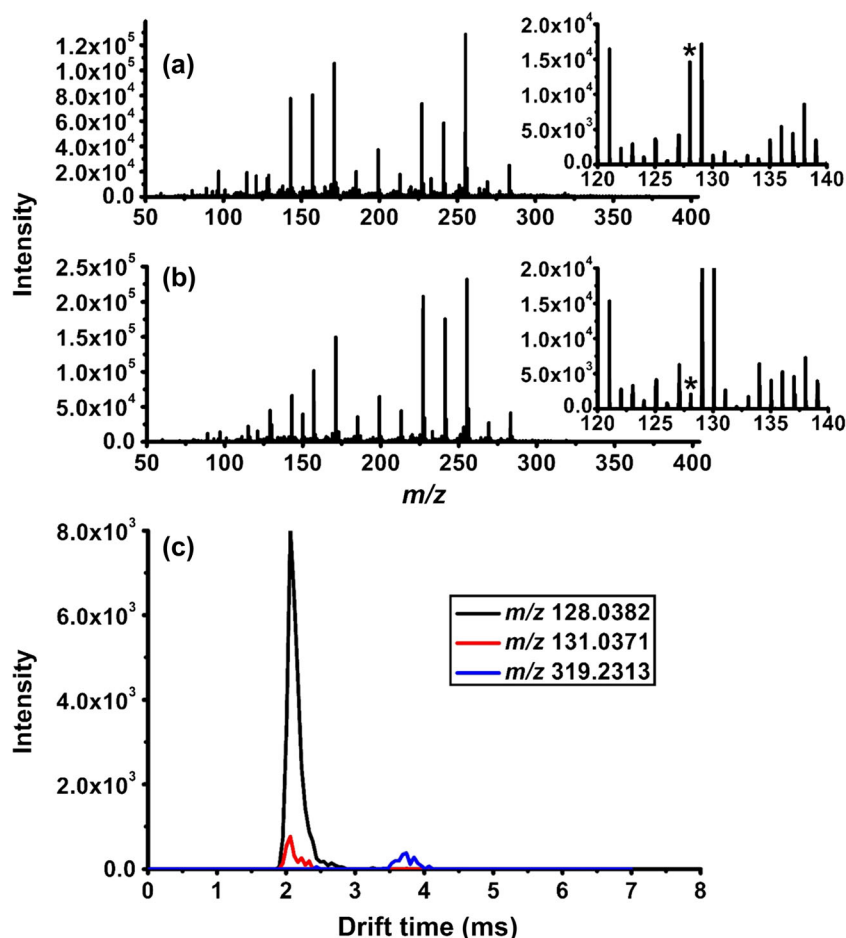 (a)
Intensity
1.2x10⁵
1.0x10⁵
8.0x10⁴
6.0x10⁴
4.0x10⁴
2.0x10⁴
0.0
50 100 150 200 250 300 350 400
2.0x10⁴
1.5x10⁴
1.0x10⁴
5.0x10³
0.0
*
120 125 130 135 140
(b)
2.5x10⁵
2.0x10⁵
1.5x10⁵
1.0x10⁵
5.0x10⁴
0.0
50 100 150 200 250 300 350 400
m/z
2.0x10⁴
1.5x10⁴
1.0x10⁴
5.0x10³
0.0
*
120 125 130 135 140
(c)
Intensity
8.0x10³
6.0x10³
4.0x10³
2.0x10³
0.0
m/z 128.0382
m/z 131.0371
m/z 319.2313
0 1 2 3 4 5 6 7 8
Drift time (ms)